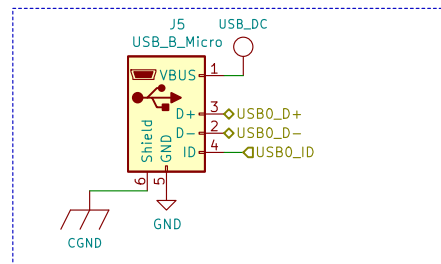 J5
USB_DC
USB_B_Micro
VBUS 1
D+ 3 USB0_D+
D- 2 USB0_D-
ID 4 USB0_ID
Shield
GND
6
5
GND
CGND